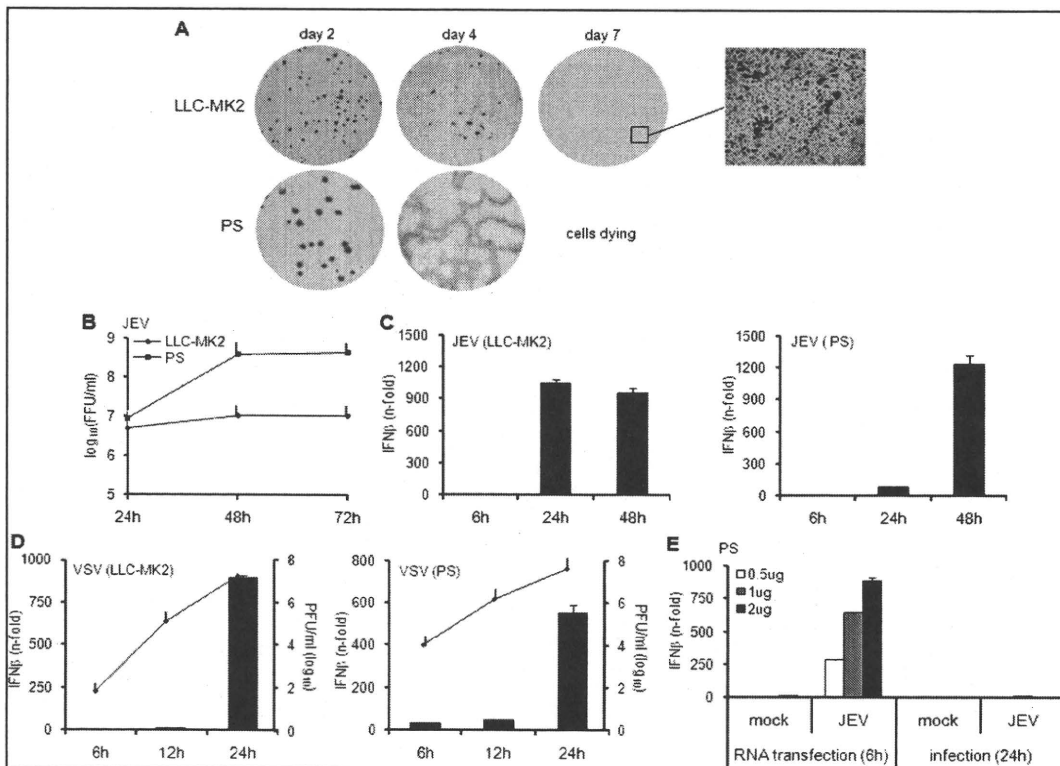 A
day 2 day 4 day 7
LLC-MK2
PS
cells dying
B
JEV
LLC-MK2
PS
9
8
7
6
5
log₁₀(FFU/ml)
24h 48h 72h
C
JEV (LLC-MK2)
1500
1200
900
600
300
0
IFNβ (n-fold)
6h 24h 48h
JEV ( PS)
1500
1200
900
600
300
0
IFNβ (n-fold)
6h 24h 48h
D
VSV (LLC-MK2)
1000
750
500
250
0
IFNβ (n-fold)
8
6
4
2
0
PFU/ml (log₁₀)
6h 12h 24h
VSV (PS)
800
600
400
200
0
IFNβ (n-fold)
8
6
4
2
0
PFU/ml (log₁₀)
6h 12h 24h
E
PS
0.5ug
1ug
2ug
1000
750
500
250
0
IFNβ (n-fold)
mock JEV mock JEV
RNA transfection (6h) infection (24h)